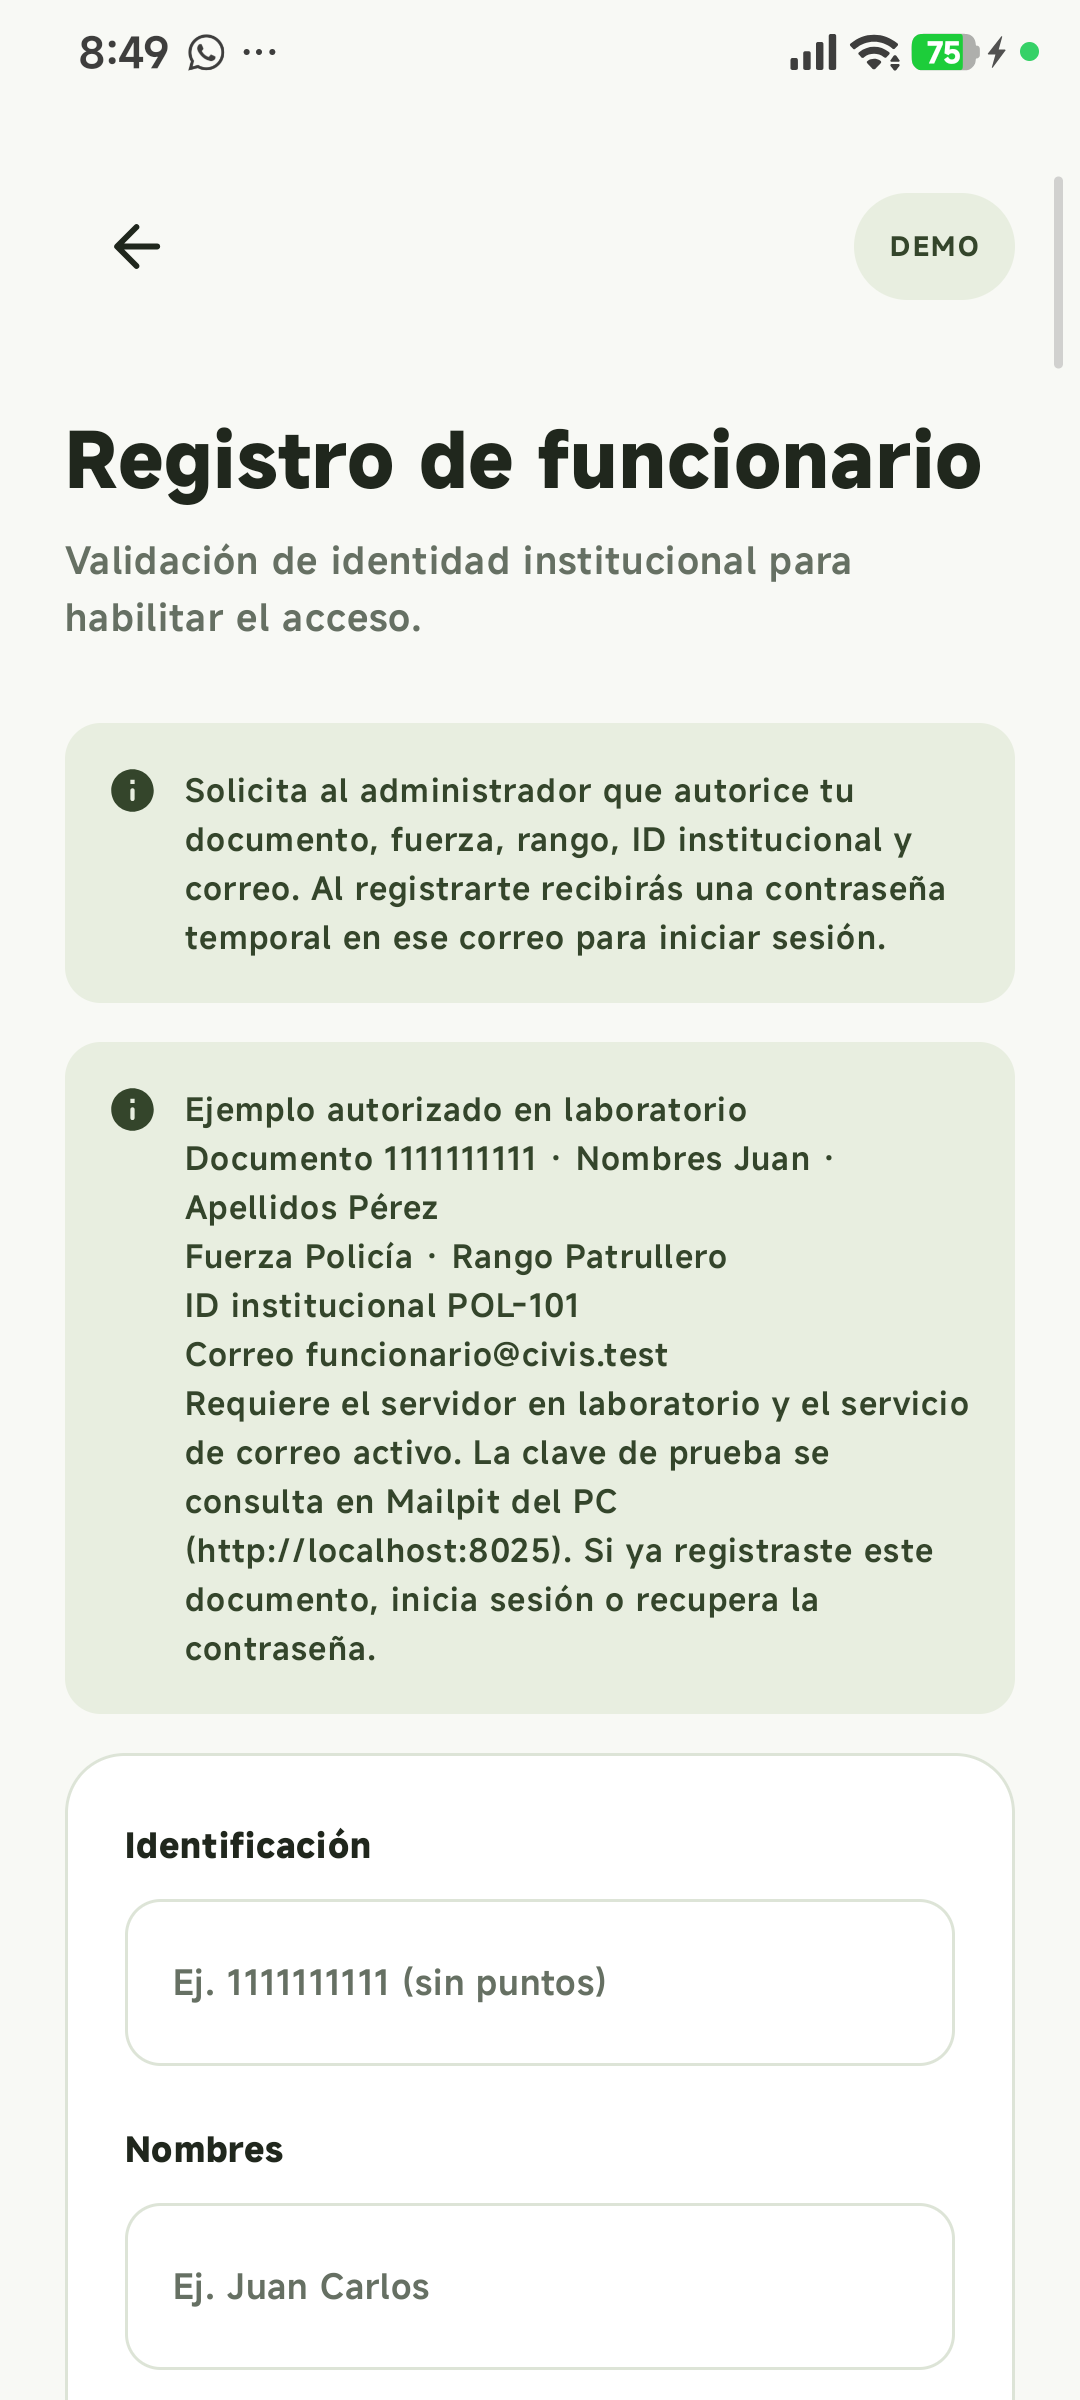 8:49 ... 75
DEMO
Registro de funcionario
Validación de identidad institucional para
habilitar el acceso.
Solicita al administrador que autorice tu
documento, fuerza, rango, ID institucional y
correo. Al registrarte recibirás una contraseña
temporal en ese correo para iniciar sesión.
Ejemplo autorizado en laboratorio
Documento 1111111111 · Nombres Juan ·
Apellidos Pérez
Fuerza Policía · Rango Patrullero
ID institucional POL-101
Correo funcionario@civis.test
Requiere el servidor en laboratorio y el servicio
de correo activo. La clave de prueba se
consulta en Mailpit del PC
(http://localhost:8025). Si ya registraste este
documento, inicia sesión o recupera la
contraseña.
Identificación
Ej. 1111111111 (sin puntos)
Nombres
Ej. Juan Carlos